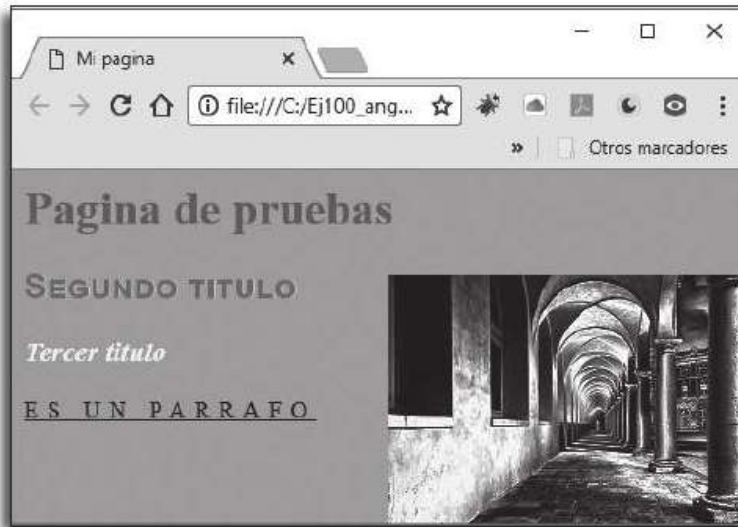 Mi pagina
file:///C:/Ej100_ang...
»
Otros marcadores
Pagina de pruebas
SEGUNDO TITULO
Tercer titulo
ES UN PARRAFO